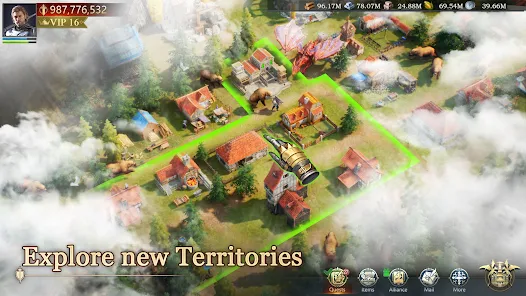 987,776,532
VIP 16
96.17M 78.07M 24.88M 69.54M 39.66M
Explore new Territories
Quests Items Alliance Mail More